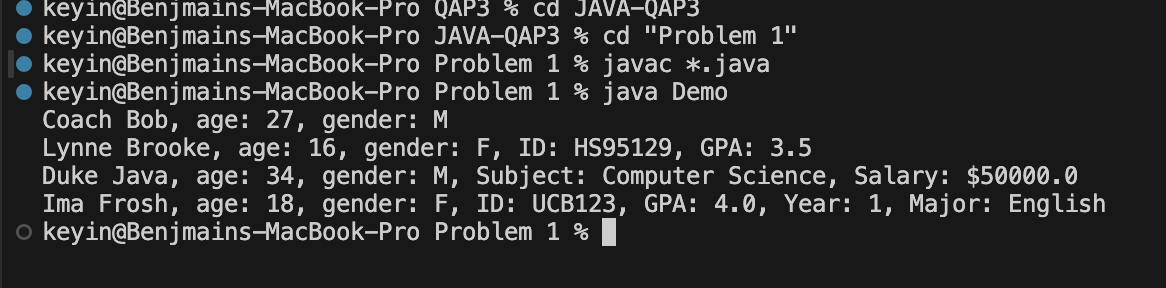 keyin@Benjmains-MacBook-Pro QAP3 % cd JAVA-QAP3
keyin@Benjmains-MacBook-Pro JAVA-QAP3 % cd "Problem 1"
keyin@Benjmains-MacBook-Pro Problem 1 % javac *.java
keyin@Benjmains-MacBook-Pro Problem 1 % java Demo
Coach Bob, age: 27, gender: M
Lynne Brooke, age: 16, gender: F, ID: HS95129, GPA: 3.5
Duke Java, age: 34, gender: M, Subject: Computer Science, Salary: $50000.0
Ima Frosh, age: 18, gender: F, ID: UCB123, GPA: 4.0, Year: 1, Major: English
keyin@Benjmains-MacBook-Pro Problem 1 %